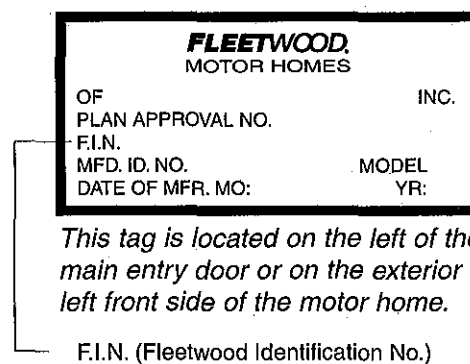 FLEETWOOD.
MOTOR HOMES
OF INC.
PLAN APPROVAL NO.
F.I.N.
MFD. ID. NO. MODEL
DATE OF MFR. MO: YR:
This tag is located on the left of the
main entry door or on the exterior
left front side of the motor home.
F.I.N. (Fleetwood Identification No.)